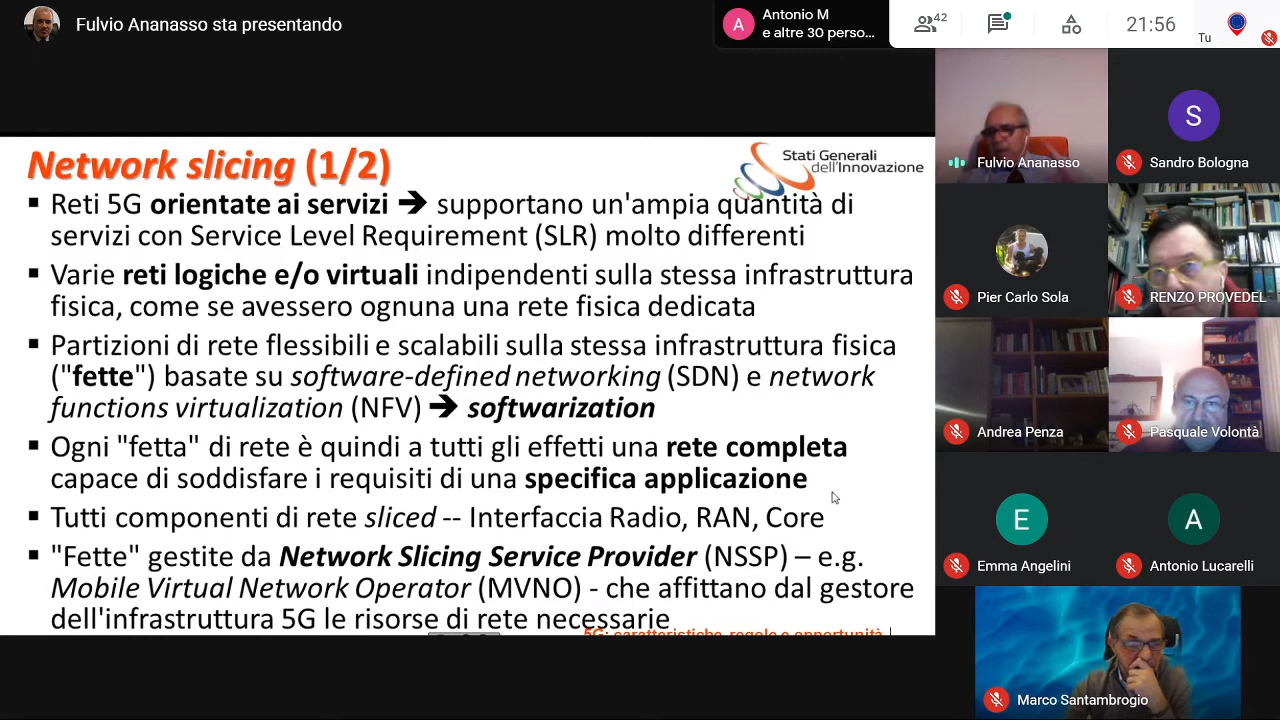 Fulvio Ananasso sta presentando
A
Antonio M
e altre 30 perso...
42
21:56
Tu
Network slicing (1/2)
Stati Generali
dell'Innovazione
▪ Reti 5G orientate ai servizi ➔ supportano un'ampia quantità di
servizi con Service Level Requirement (SLR) molto differenti
▪ Varie reti logiche e/o virtuali indipendenti sulla stessa infrastruttura
fisica, come se avessero ognuna una rete fisica dedicata
▪ Partizioni di rete flessibili e scalabili sulla stessa infrastruttura fisica
("fette") basate su software-defined networking (SDN) e network
functions virtualization (NFV) ➔ softwarization
▪ Ogni "fetta" di rete è quindi a tutti gli effetti una rete completa
capace di soddisfare i requisiti di una specifica applicazione
▪ Tutti componenti di rete sliced -- Interfaccia Radio, RAN, Core
▪ "Fette" gestite da Network Slicing Service Provider (NSSP) – e.g.
Mobile Virtual Network Operator (MVNO) - che affittano dal gestore
dell'infrastruttura 5G le risorse di rete necessarie
5G: caratteristiche, regole e opportunità
Fulvio Ananasso
S
Sandro Bologna
Pier Carlo Sola
RENZO PROVEDEL
Andrea Penza
Pasquale Volontà
E
Emma Angelini
A
Antonio Lucarelli
Marco Santambrogio